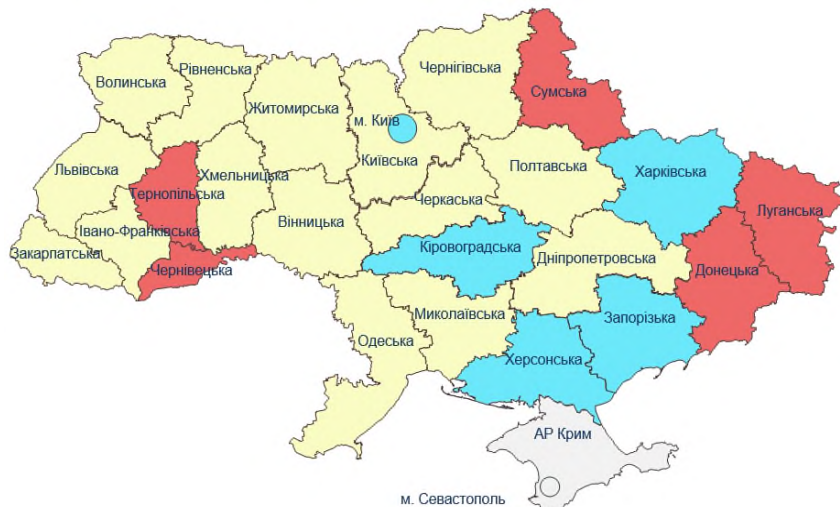 Чернігівська
Волинська
Рівненська
Сумська
Житомирська
м. Київ
Київська
Львівська
Хмельницька
Тернопільська
Полтавська
Харківська
Черкаська
Луганська
Вінницька
Івано-Франківська
Кіровоградська
Закарпатська
Чернівецька
Дніпропетровська
Донецька
Миколаївська
Запорізька
Одеська
Херсонська
АР Крим
м. Севастополь